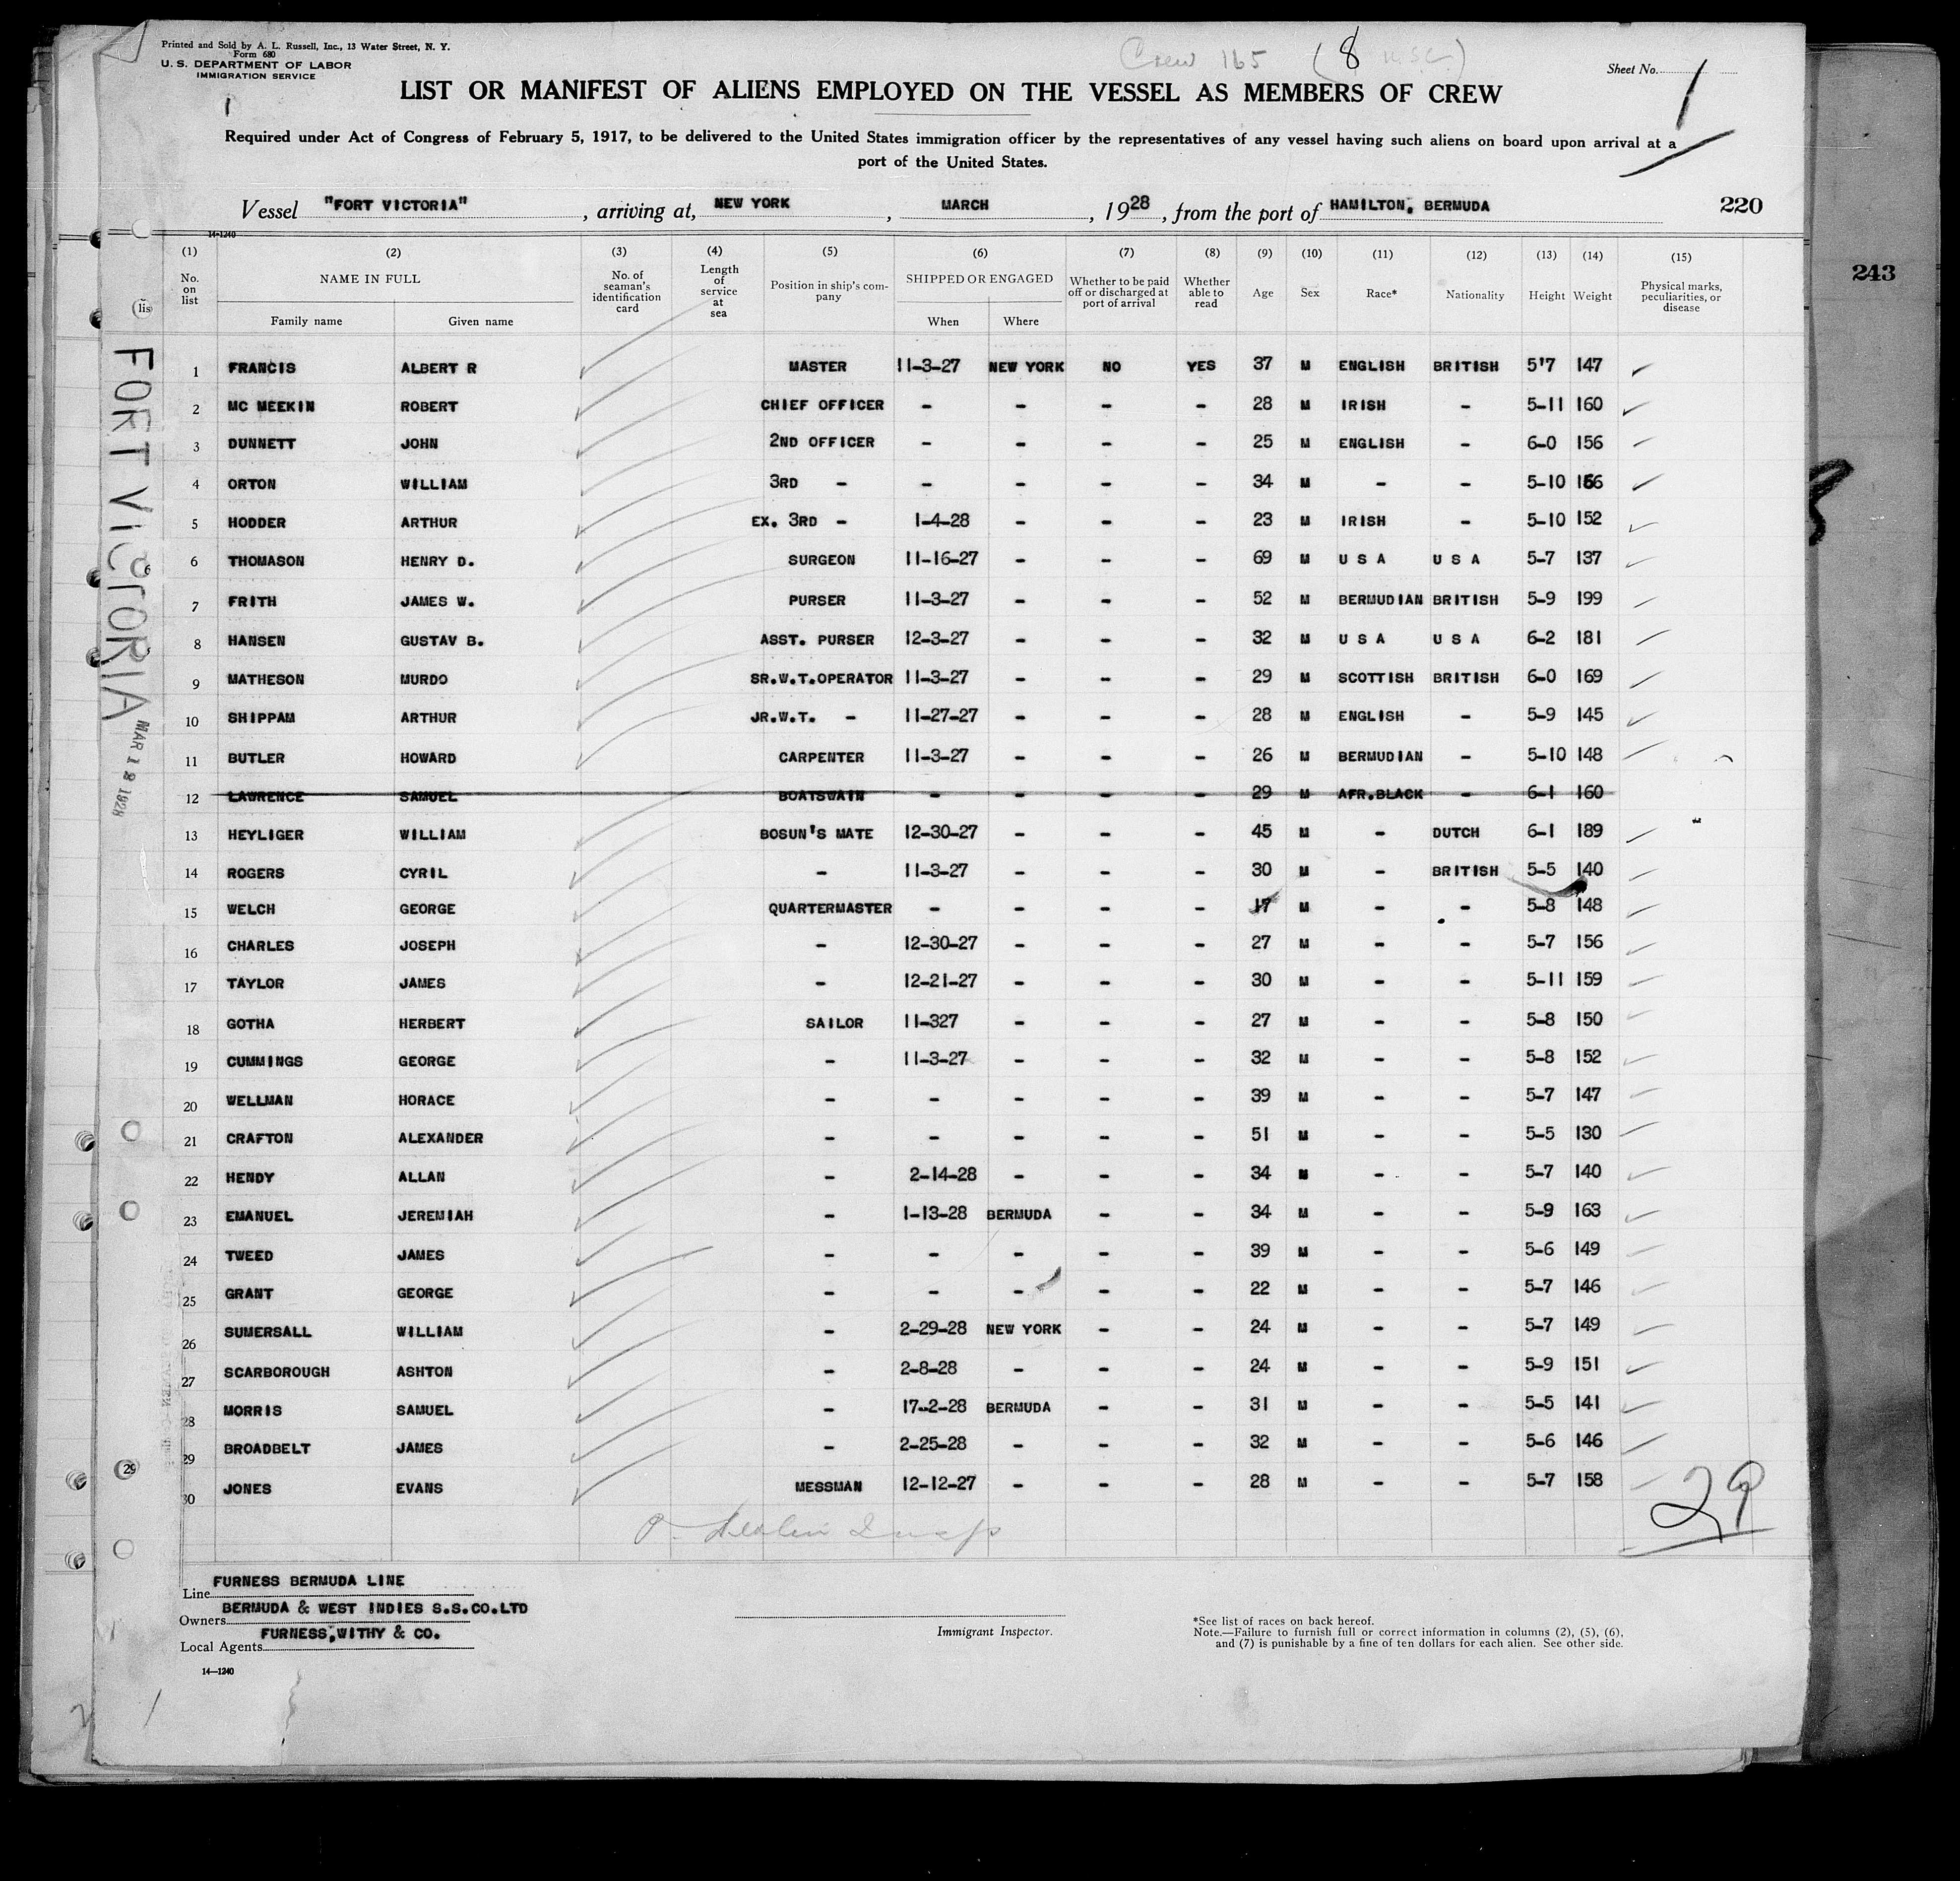 Printed and Sold by A. L. Russell, Inc., 13 Water Street, N. Y.
Form 680
U. S. DEPARTMENT OF LABOR
IMMIGRATION SERVICE
1
Crew 165 (8 U.S.C.)
Sheet No. 1
LIST OR MANIFEST OF ALIENS EMPLOYED ON THE VESSEL AS MEMBERS OF CREW
Required under Act of Congress of February 5, 1917, to be delivered to the United States immigration officer by the representatives of any vessel having such aliens on board upon arrival at a
port of the United States.
Vessel "FORT VICTORIA", arriving at, NEW YORK, MARCH, 1928, from the port of HAMILTON, BERMUDA 220
243
14-1240
(1) (2) (3) (4) (5) (6) (7) (8) (9) (10) (11) (12) (13) (14) (15)
No. on list NAME IN FULL Family name Given name No. of seaman's identification card Length of service at sea Position in ship's company SHIPPED OR ENGAGED When Where Whether to be paid off or discharged at port of arrival Whether able to read Age Sex Race* Nationality Height Weight Physical marks, peculiarities, or disease
(lis
FORT VICTORIA
MAR 12 1928
1 FRANCIS ALBERT R MASTER 11-3-27 NEW YORK NO YES 37 M ENGLISH BRITISH 5'7 147
2 MC MEEKIN ROBERT CHIEF OFFICER - - - - 28 M IRISH - 5-11 160
3 DUNNETT JOHN 2ND OFFICER - - - - 25 M ENGLISH - 6-0 156
4 ORTON WILLIAM 3RD - - - - - 34 M - - 5-10 156
5 HODDER ARTHUR EX. 3RD - 1-4-28 - - - 23 M IRISH - 5-10 152
6 THOMASON HENRY D. SURGEON 11-16-27 - - - 69 M U S A U S A 5-7 137
7 FRITH JAMES W. PURSER 11-3-27 - - - 52 M BERMUDIAN BRITISH 5-9 199
8 HANSEN GUSTAV B. ASST. PURSER 12-3-27 - - - 32 M U S A U S A 6-2 181
9 MATHESON MURDO SR.W.T.OPERATOR 11-3-27 - - - 29 M SCOTTISH BRITISH 6-0 169
10 SHIPPAM ARTHUR JR.W.T. - 11-27-27 - - - 28 M ENGLISH - 5-9 145
11 BUTLER HOWARD CARPENTER 11-3-27 - - - 26 M BERMUDIAN - 5-10 148
12 LAWRENCE SAMUEL BOATSWAIN - - - - 29 M AFR.BLACK - 6-1 160
13 HEYLIGER WILLIAM BOSUN'S MATE 12-30-27 - - - 45 M - DUTCH 6-1 189
14 ROGERS CYRIL - 11-3-27 - - - 30 M - BRITISH 5-5 140
15 WELCH GEORGE QUARTERMASTER - - - - 17 M - - 5-8 148
16 CHARLES JOSEPH - 12-30-27 - - - 27 M - - 5-7 156
17 TAYLOR JAMES - 12-21-27 - - - 30 M - - 5-11 159
18 GOTHA HERBERT SAILOR 11-327 - - - 27 M - - 5-8 150
19 CUMMINGS GEORGE - 11-3-27 - - - 32 M - - 5-8 152
20 WELLMAN HORACE - - - - - 39 M - - 5-7 147
21 CRAFTON ALEXANDER - - - - - 51 M - - 5-5 130
22 HENDY ALLAN - 2-14-28 - - - 34 M - - 5-7 140
23 EMANUEL JEREMIAH - 1-13-28 BERMUDA - - 34 M - - 5-9 163
24 TWEED JAMES - - - - - 39 M - - 5-6 149
25 GRANT GEORGE - - - - - 22 M - - 5-7 146
26 SUMERSALL WILLIAM - 2-29-28 NEW YORK - - 24 M - - 5-7 149
27 SCARBOROUGH ASHTON - 2-8-28 - - - 24 M - - 5-9 151
28 MORRIS SAMUEL - 17-2-28 BERMUDA - - 31 M - - 5-5 141
29 BROADBELT JAMES - 2-25-28 - - - 32 M - - 5-6 146
30 JONES EVANS MESSMAN 12-12-27 - - - 28 M - - 5-7 158
29
29
Line FURNESS BERMUDA LINE
Owners BERMUDA & WEST INDIES S.S.CO.LTD
Local Agents FURNESS,WITHY & CO.
Immigrant Inspector.
*See list of races on back hereof.
Note.—Failure to furnish full or correct information in columns (2), (5), (6),
and (7) is punishable by a fine of ten dollars for each alien. See other side.
14—1240